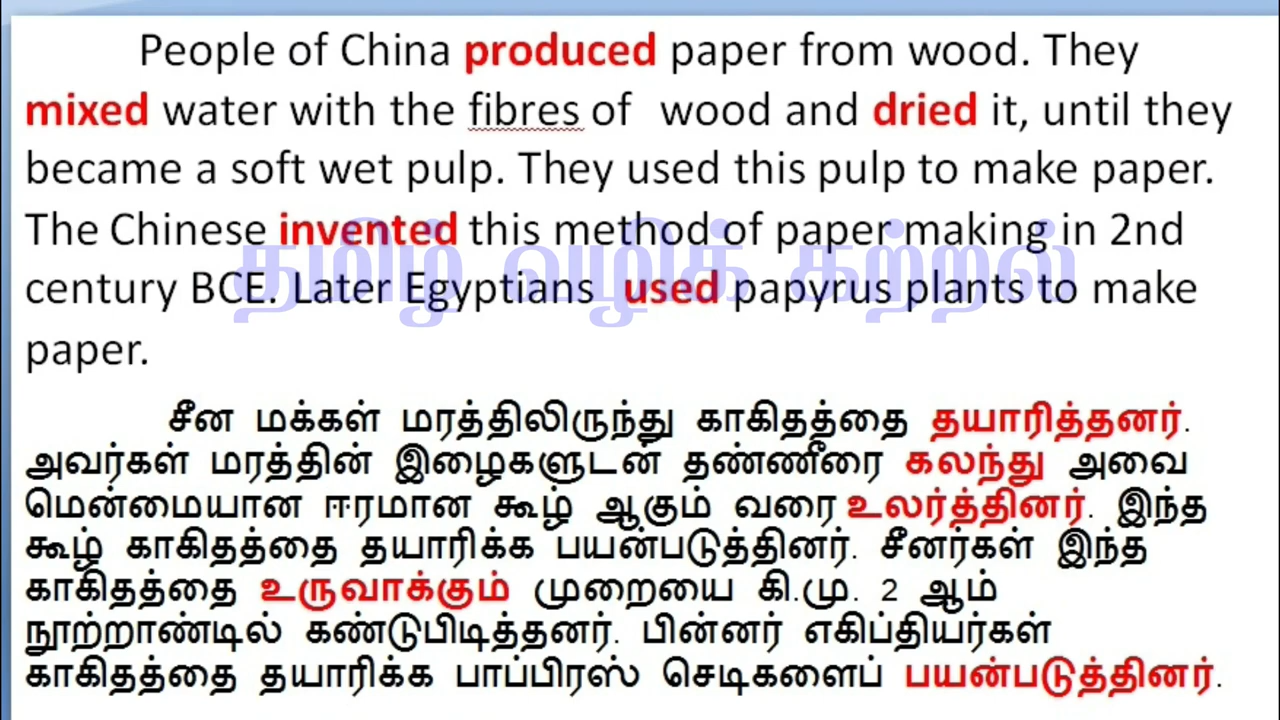 People of China produced paper from wood. They
mixed water with the fibres of wood and dried it, until they
became a soft wet pulp. They used this pulp to make paper.
The Chinese invented this method of paper making in 2nd
தமிழ் வழிக் கற்றல்
century BCE. Later Egyptians used papyrus plants to make
paper.
சீன மக்கள் மரத்திலிருந்து காகிதத்தை தயாரித்தனர்.
அவர்கள் மரத்தின் இழைகளுடன் தண்ணீரை கலந்து அவை
மென்மையான ஈரமான கூழ் ஆகும் வரை உலர்த்தினர். இந்த
கூழ் காகிதத்தை தயாரிக்க பயன்படுத்தினர். சீனர்கள் இந்த
காகிதத்தை உருவாக்கும் முறையை கி.மு. 2 ஆம்
நூற்றாண்டில் கண்டுபிடித்தனர். பின்னர் எகிப்தியர்கள்
காகிதத்தை தயாரிக்க பாப்பிரஸ் செடிகளைப் பயன்படுத்தினர்.